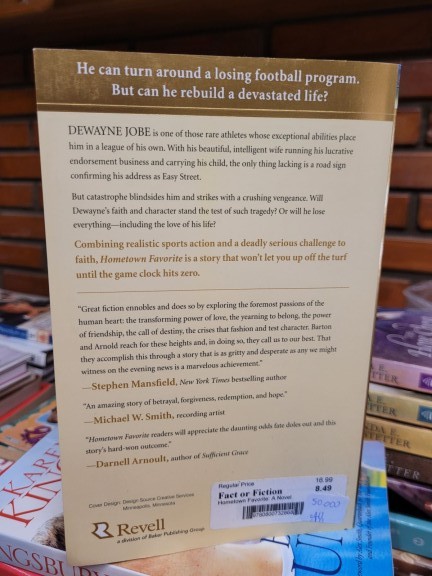 He can turn around a losing football program.
But can he rebuild a devastated life?
DEWAYNE JOBE is one of those rare athletes whose exceptional abilities place
him in a league of his own. With his beautiful, intelligent wife running his lucrative
endorsement business and carrying his child, the only thing lacking is a road sign
confirming his address as Easy Street.
But catastrophe blindsides him and strikes with a crushing vengeance. Will
Dewayne's faith and character stand the test of such tragedy? Or will he lose
everything—including the love of his life?
Combining realistic sports action and a deadly serious challenge to
faith, Hometown Favorite is a story that won't let you up off the turf
until the game clock hits zero.
"Great fiction ennobles and does so by exploring the foremost passions of the
human heart: the transforming power of love, the yearning to belong, the power
of friendship, the call of destiny, the crises that fashion and test character. Barton
and Arnold reach for these heights and, in doing so, they call us to our best. That
they accomplish this through a story that is as gritty and desperate as any we might
witness on the evening news is a marvelous achievement."
—Stephen Mansfield, New York Times bestselling author
"An amazing story of betrayal, forgiveness, redemption, and hope."
—Michael W. Smith, recording artist
"Hometown Favorite readers will appreciate the daunting odds fate doles out and this
story's hard-won outcome."
—Darnell Arnoult, author of Sufficient Grace
Regular Price 16.99
Fact or Fiction 8.49
Hometown Favorite: A Novel
50.000
Cover Design: Design Source Creative Services
Minneapolis, Minnesota
Revell
a division of Baker Publishing Group
KAREN
KIN
NGSBU
E.
TTER
E.
TTER
DA E.
TTER
TTER